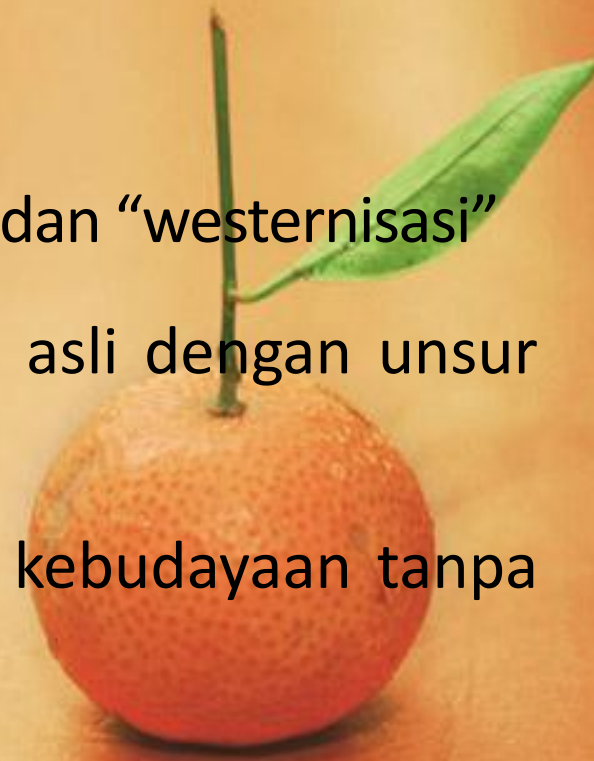 dan “westernisasi”
asli dengan unsur
kebudayaan tanpa